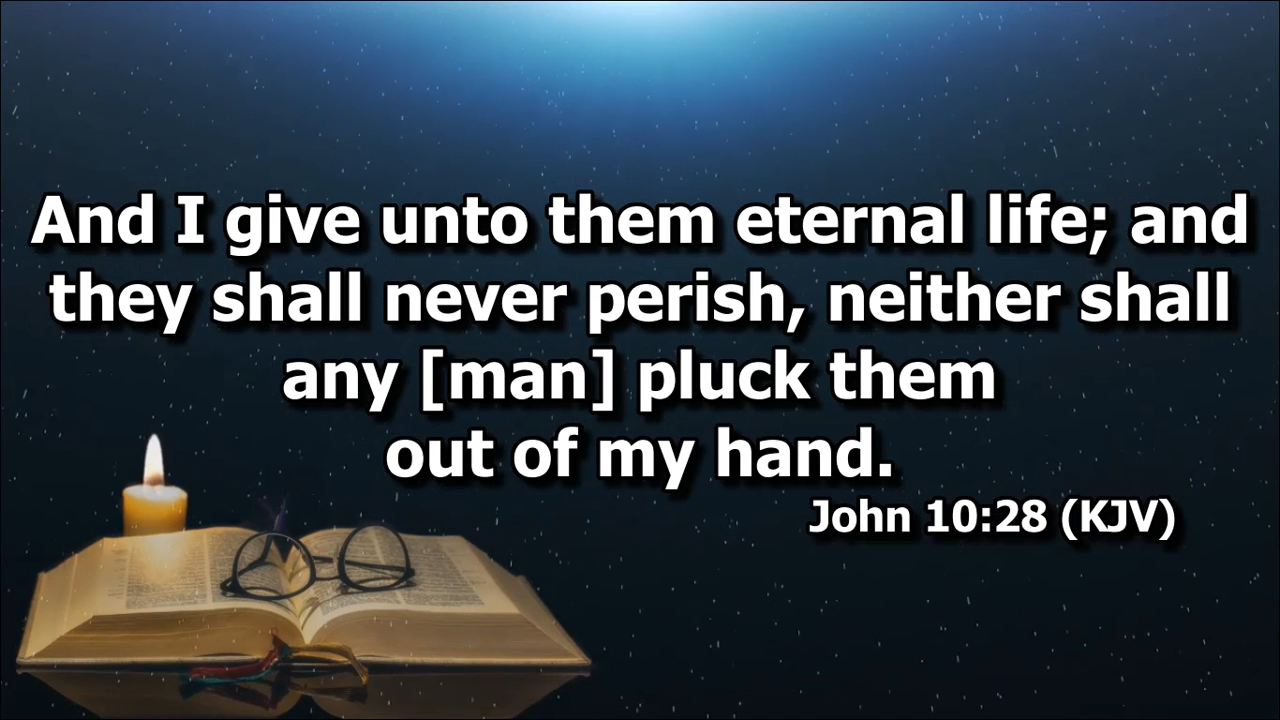 And I give unto them eternal life; and
they shall never perish, neither shall
any [man] pluck them
out of my hand.
John 10:28 (KJV)